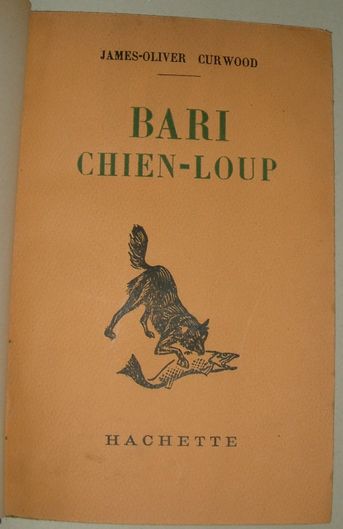 JAMES-OLIVER CURWOOD
BARI
CHIEN-LOUP
HACHETTE